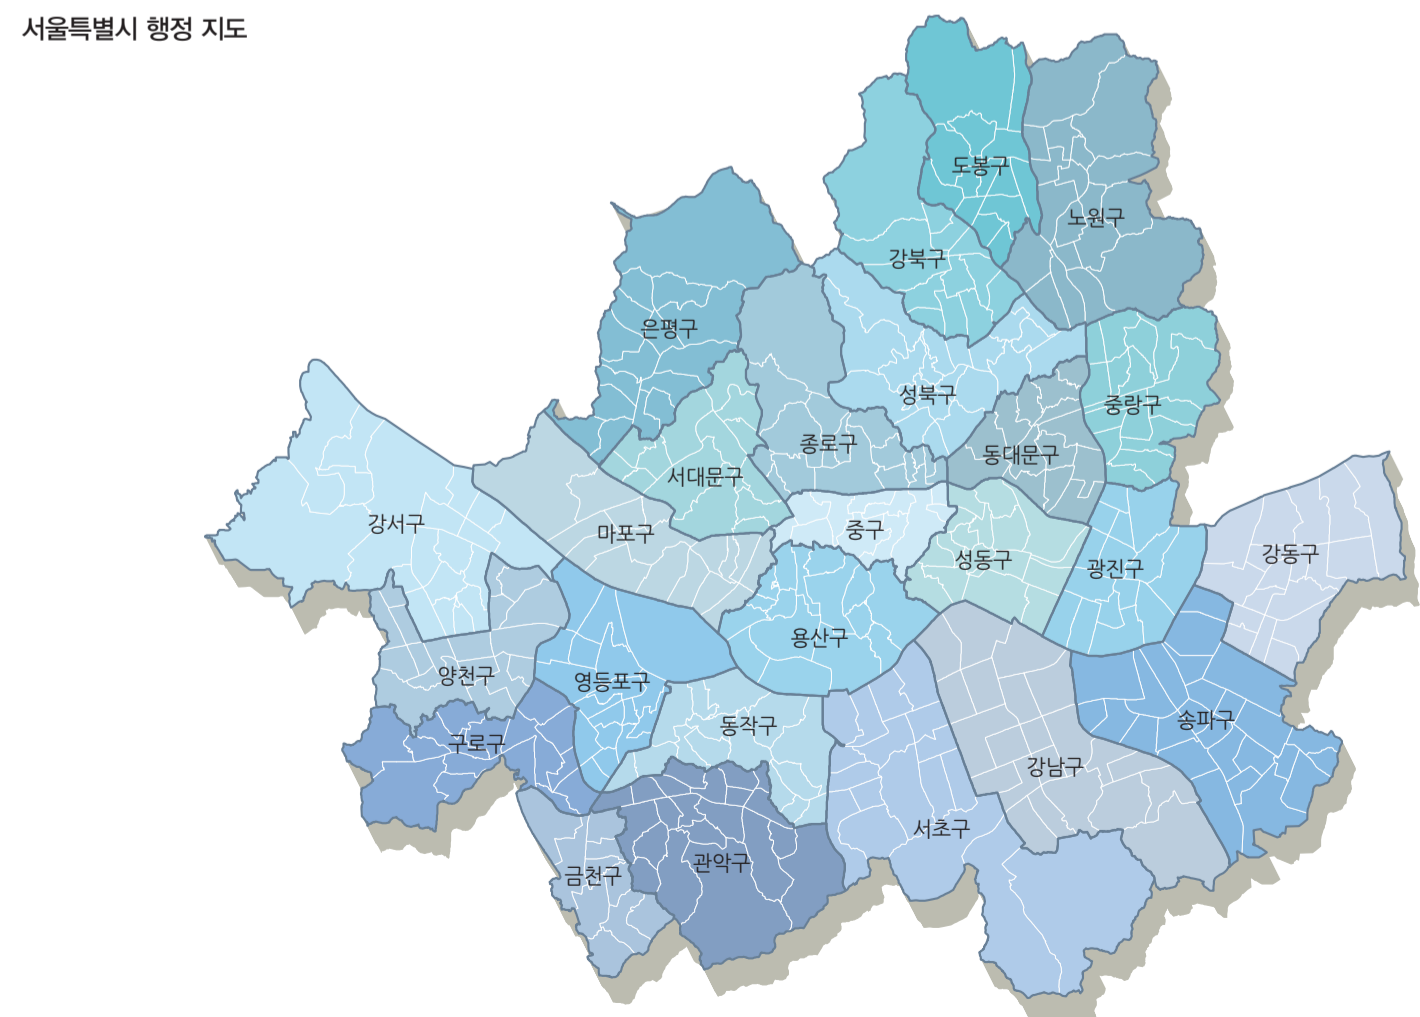 서울특별시 행정 지도
도봉구
노원구
강북구
은평구
성북구
중랑구
종로구
동대문구
서대문구
강서구
마포구
중구
성동구
광진구
강동구
용산구
양천구
영등포구
동작구
송파구
구로구
강남구
서초구
관악구
금천구